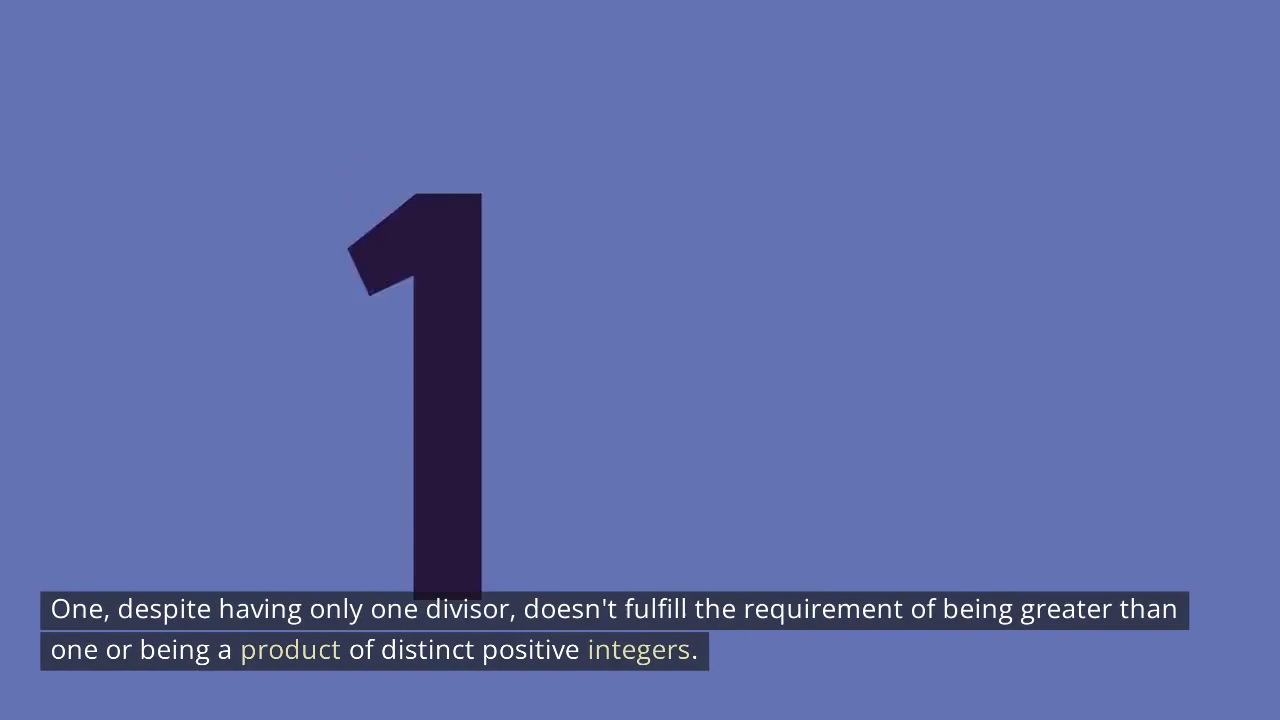 1
One, despite having only one divisor, doesn't fulfill the requirement of being greater than
one or being a product of distinct positive integers.